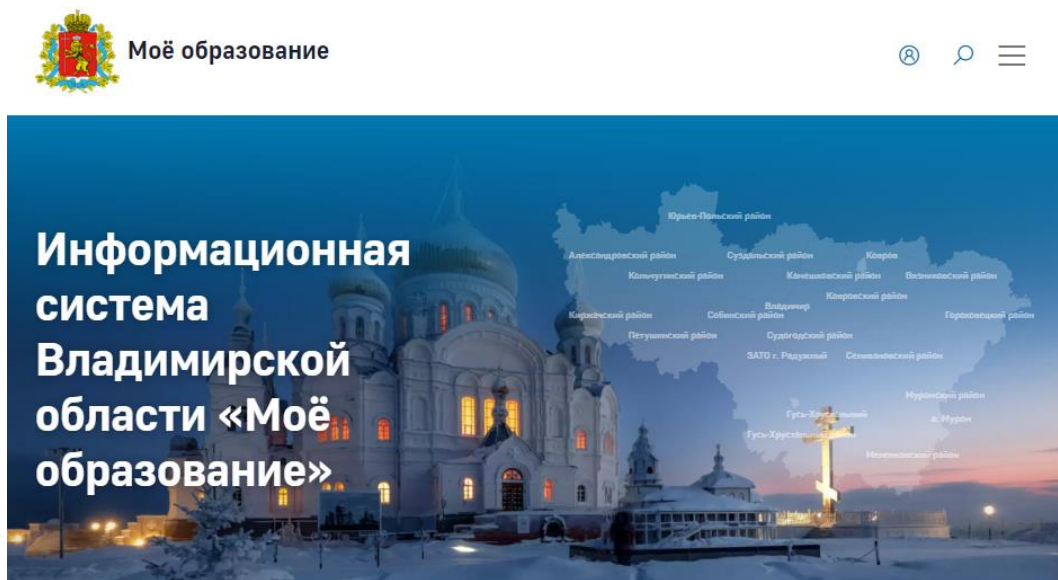 Моё образование
Информационная
система
Владимирской
области «Моё
образование»
Юрьев-Польский район
Александровский район
Суздальский район
Ковров
Кольчугинский район
Камешковский район
Вязниковский район
Ковровский район
Владимир
Киржачский район
Собинский район
Гороховецкий район
Петушинский район
Судогодский район
ЗАТО г. Радужный
Селивановский район
Муромский район
Гусь-Хрустальный
о. Муром
Меленковский район